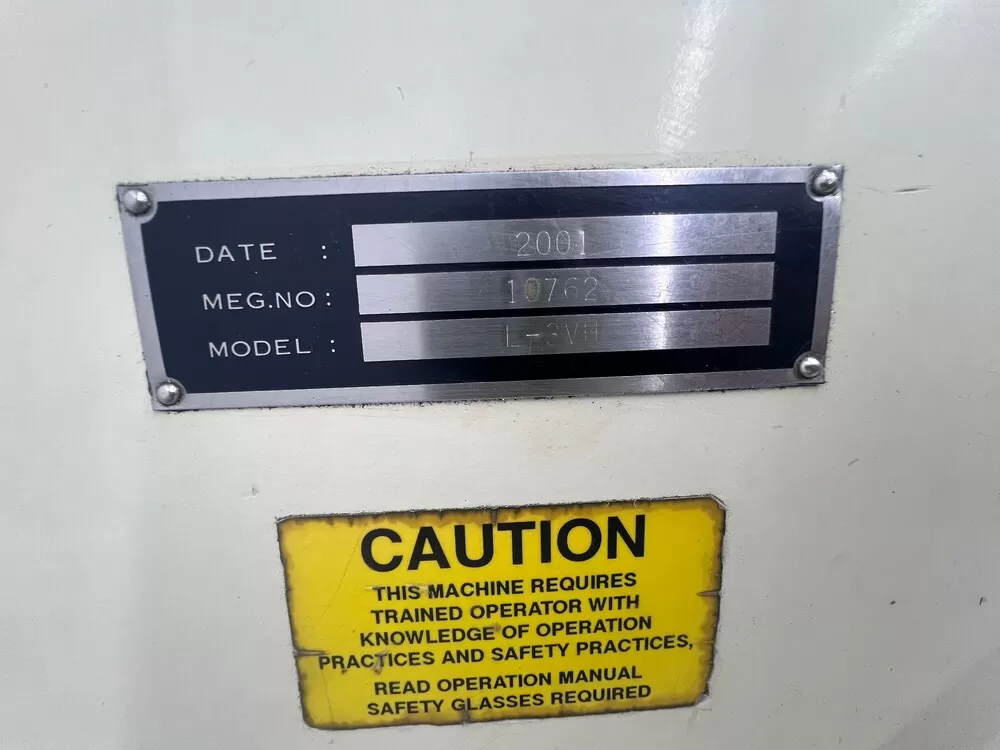 DATE : 2001
MEG.NO: 10762
MODEL : L-3VH
CAUTION
THIS MACHINE REQUIRES
TRAINED OPERATOR WITH
KNOWLEDGE OF OPERATION
PRACTICES AND SAFETY PRACTICES,
READ OPERATION MANUAL
SAFETY GLASSES REQUIRED